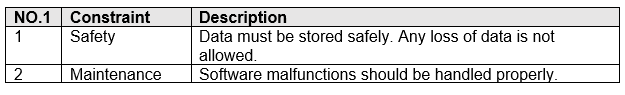 NO.1 Constraint Description
1 Safety Data must be stored safely. Any loss of data is not
allowed.
2 Maintenance Software malfunctions should be handled properly.